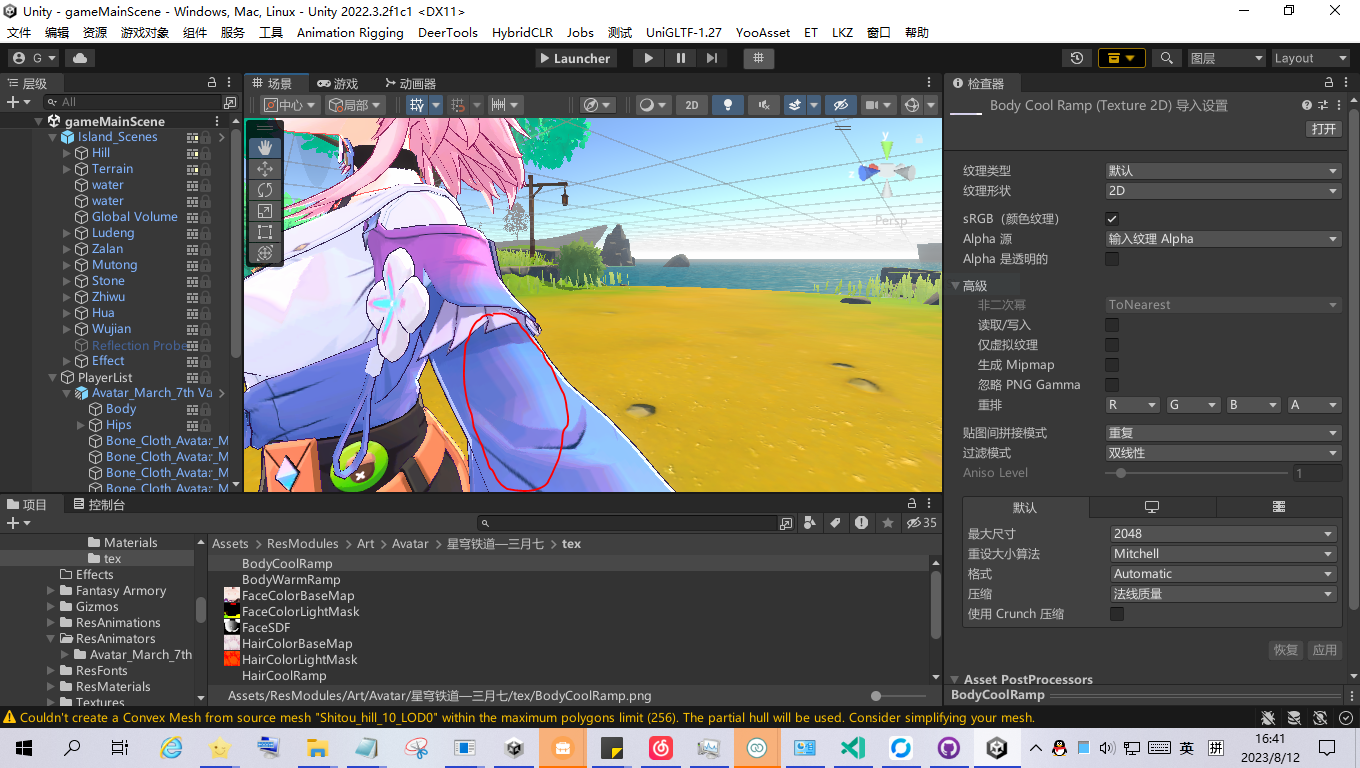 Unity - gameMainScene - Windows, Mac, Linux - Unity 2022.3.2f1c1 <DX11>
文件 编辑 资源 游戏对象 组件 服务 工具 Animation Rigging DeerTools HybridCLR Jobs 测试 UniGLTF-1.27 YooAsset ET LKZ 窗口 帮助
G Launcher 图层 Layout
层级
All
gameMainScene
Island_Scenes
Hill
Terrain
water
water
Global Volume
Ludeng
Zalan
Mutong
Stone
Zhiwu
Hua
Wujian
Reflection Probe
Effect
PlayerList
Avatar_March_7th Va
Body
Hips
Bone_Cloth_Avatar_M
Bone_Cloth_Avatar_M
Bone_Cloth_Avatar_M
Bone_Cloth_Avatar_M
场景 游戏 动画器
中心 局部 2D
y
z
Persp
检查器
Body Cool Ramp (Texture 2D) 导入设置
打开
纹理类型 默认
纹理形状 2D
sRGB（颜色纹理）
Alpha 源 输入纹理 Alpha
Alpha 是透明的
高級
非二次幂 ToNearest
读取/写入
仅虚拟纹理
生成 Mipmap
忽略 PNG Gamma
重排 R G B A
贴图间拼接模式 重复
过滤模式 双线性
Aniso Level 1
默认
最大尺寸 2048
重设大小算法 Mitchell
格式 Automatic
压缩 法线质量
使用 Crunch 压缩
恢复 应用
Asset PostProcessors
BodyCoolRamp
项目 控制台
35
Materials
tex
Effects
Fantasy Armory
Gizmos
ResAnimations
ResAnimators
Avatar_March_7th
ResFonts
ResMaterials
Textures
Assets > ResModules > Art > Avatar > 星穹铁道—三月七 > tex
BodyCoolRamp
BodyWarmRamp
FaceColorBaseMap
FaceColorLightMask
FaceSDF
HairColorBaseMap
HairColorLightMask
HairCoolRamp
Assets/ResModules/Art/Avatar/星穹铁道—三月七/tex/BodyCoolRamp.png
Couldn't create a Convex Mesh from source mesh "Shitou_hill_10_LOD0" within the maximum polygons limit (256). The partial hull will be used. Consider simplifying your mesh.
英 拼
16:41
2023/8/12